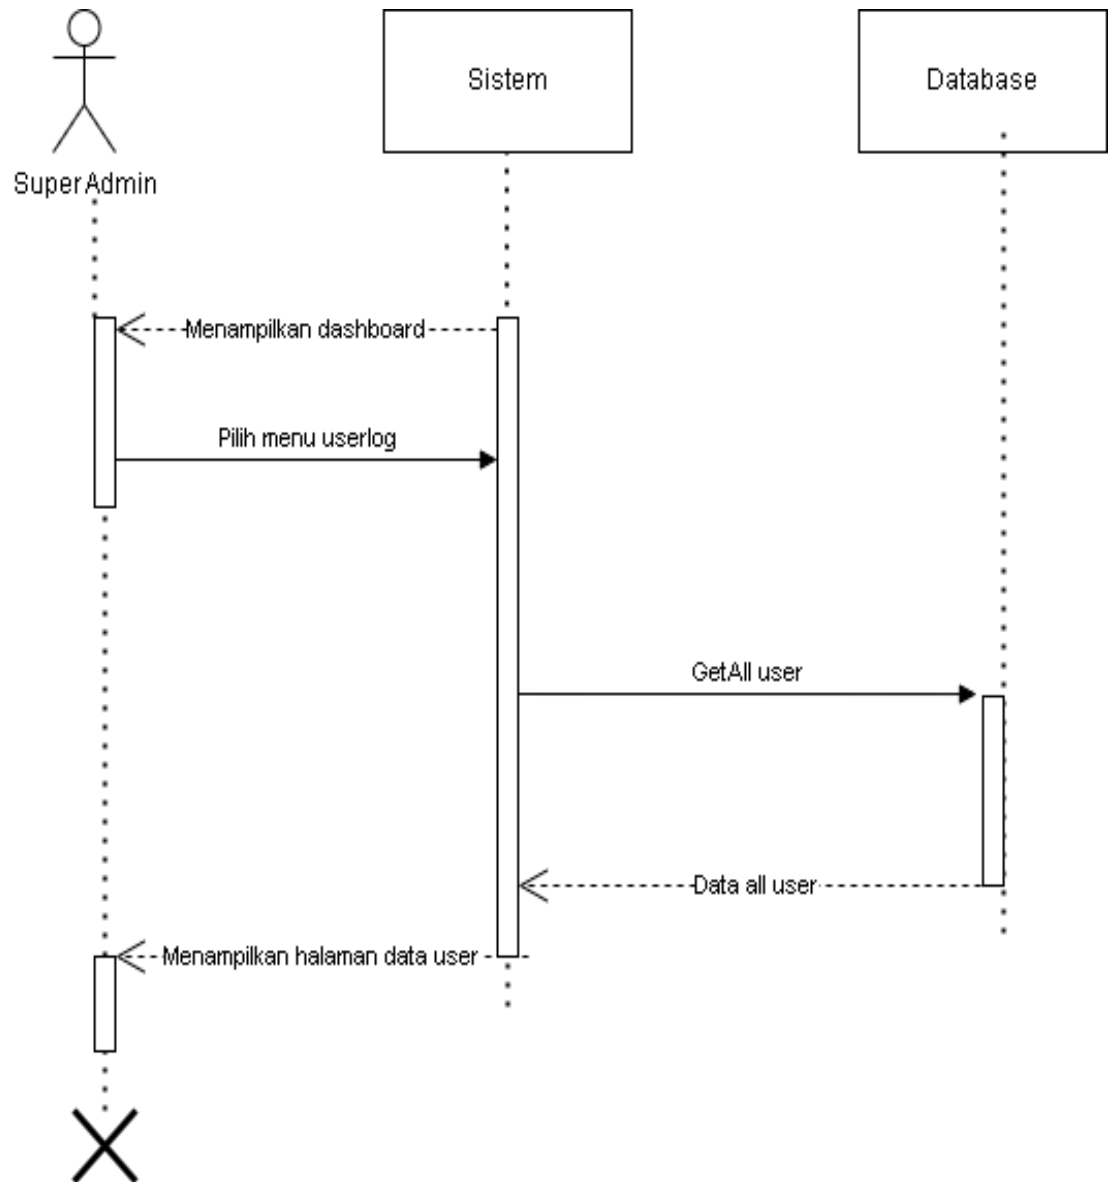 Sistem
Database
Super Admin
Menampilkan dashboard
Pilih menu userlog
GetAll user
Data all user
Menampilkan halaman data user